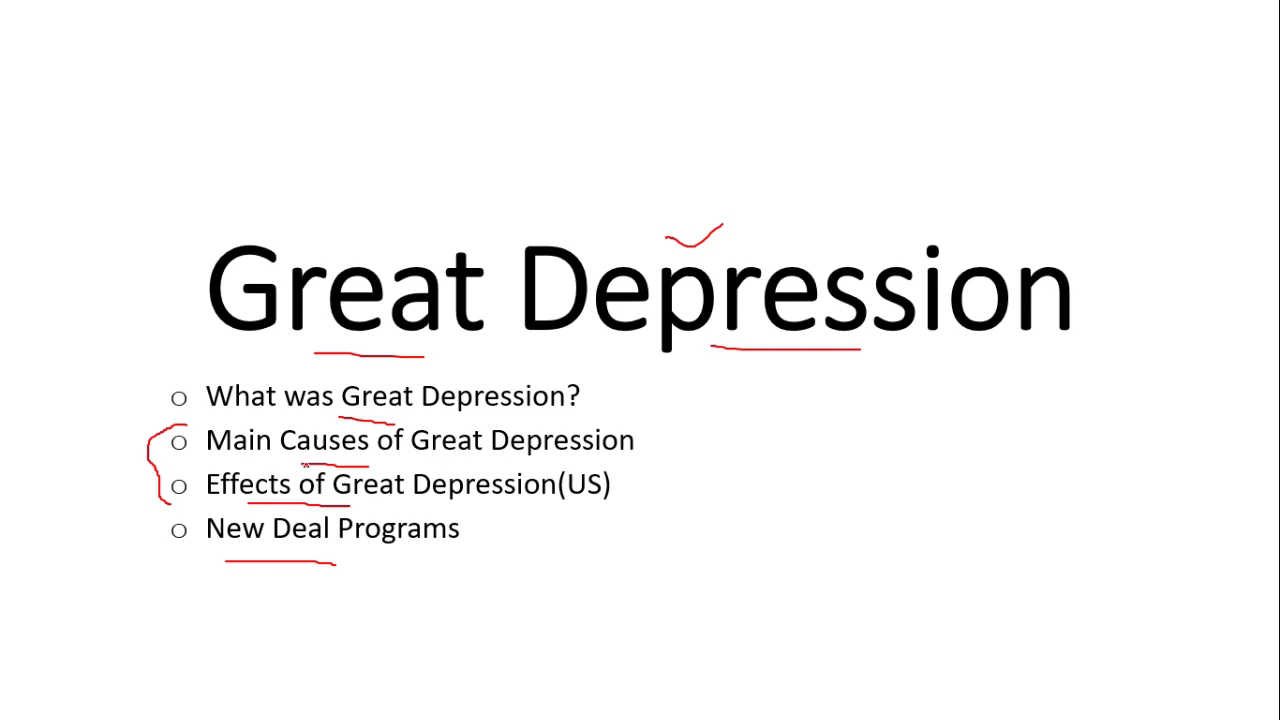 Great Depression
o What was Great Depression?
o Main Causes of Great Depression
o Effects of Great Depression(US)
o New Deal Programs